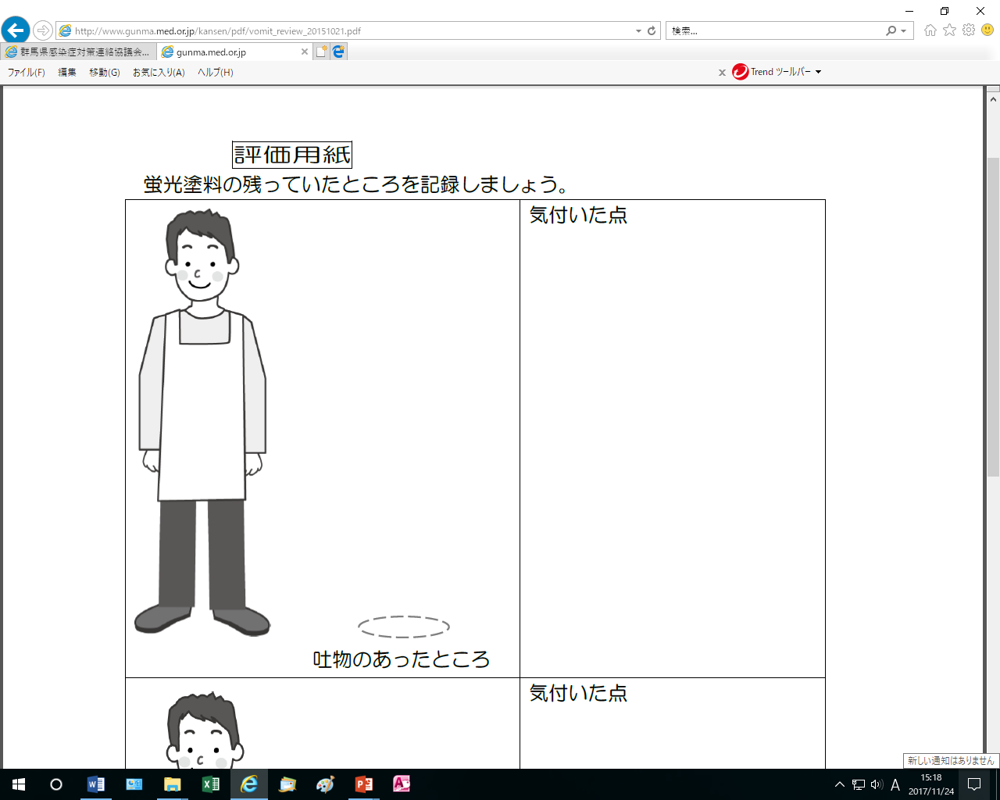 http://www.gunma.med.or.jp/kansen/pdf/vomit_review_20151021.pdf
検索...
群馬県感染症対策連絡協議会...
gunma.med.or.jp
ファイル(F) 編集 移動(G) お気に入り(A) ヘルプ(H)
x Trend ツールバー
評価用紙
蛍光塗料の残っていたところを記録しましょう。
気付いた点
吐物のあったところ
気付いた点
新しい通知はありません
A
15:18
2017/11/24